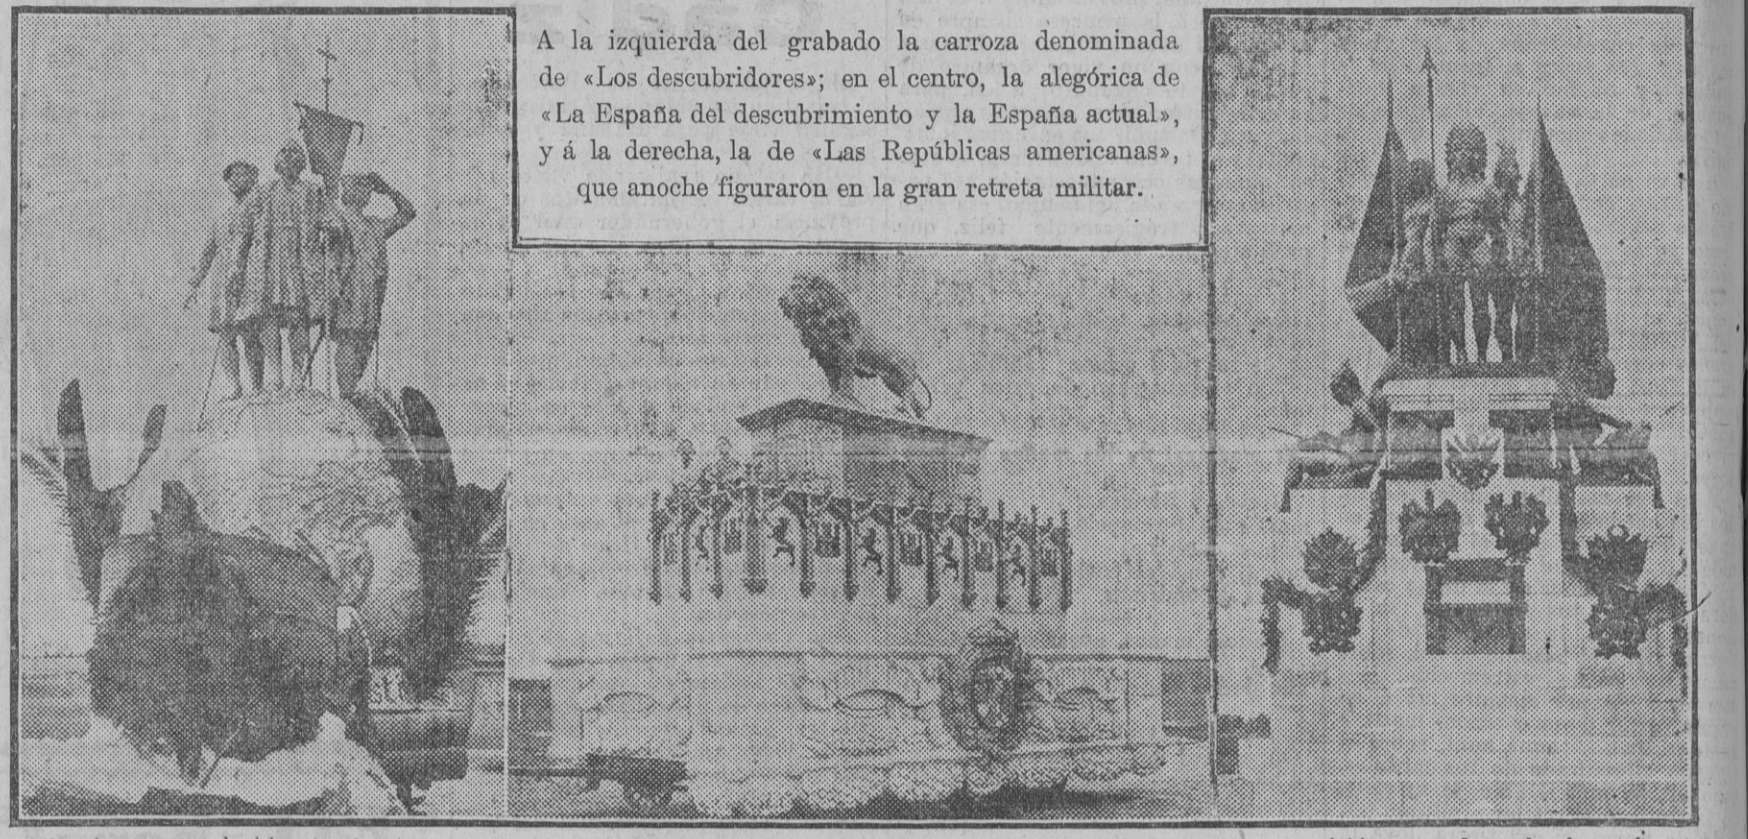 A la izquierda del grabado la carroza denominada
de «Los descubridores»; en el centro, la alegórica de
«La España del descubrimiento y la España actual»,
y á la derecha, la de «Las Repúblicas americanas»,
que anoche figuraron en la gran retreta militar.